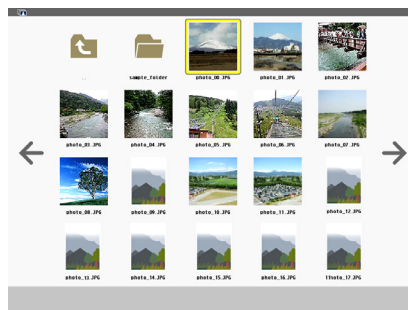 ..
sample_folder
photo_00.JPG
photo_01.JPG
photo_02.JPG
photo_03.JPG
photo_04.JPG
photo_05.JPG
photo_06.JPG
photo_07.JPG
photo_08.JPG
photo_09.JPG
photo_10.JPG
photo_11.JPG
photo_12.JPG
photo_13.JPG
photo_14.JPG
photo_15.JPG
photo_16.JPG
11hoto_17.JPG